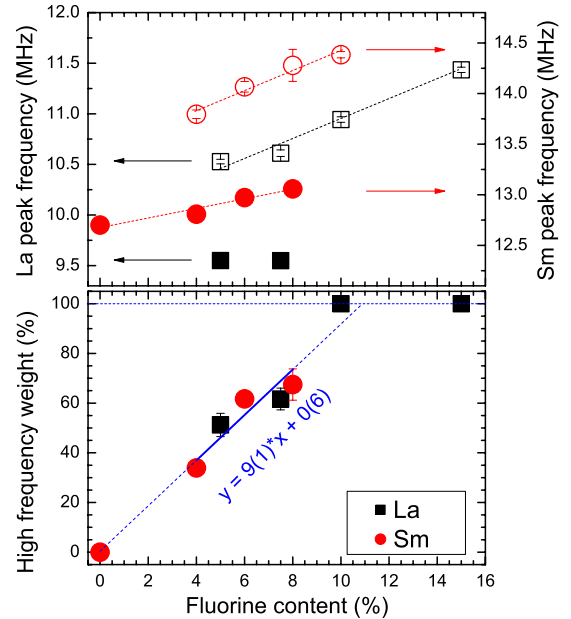 12.0
11.5
11.0
10.5
10.0
9.5
La peak frequency (MHz)
14.5
14.0
13.5
13.0
12.5
Sm peak frequency (MHz)
100
80
60
40
20
0
High frequency weight (%)
y = 9(1)*x + 0(6)
La
Sm
0 2 4 6 8 10 12 14 16
Fluorine content (%)